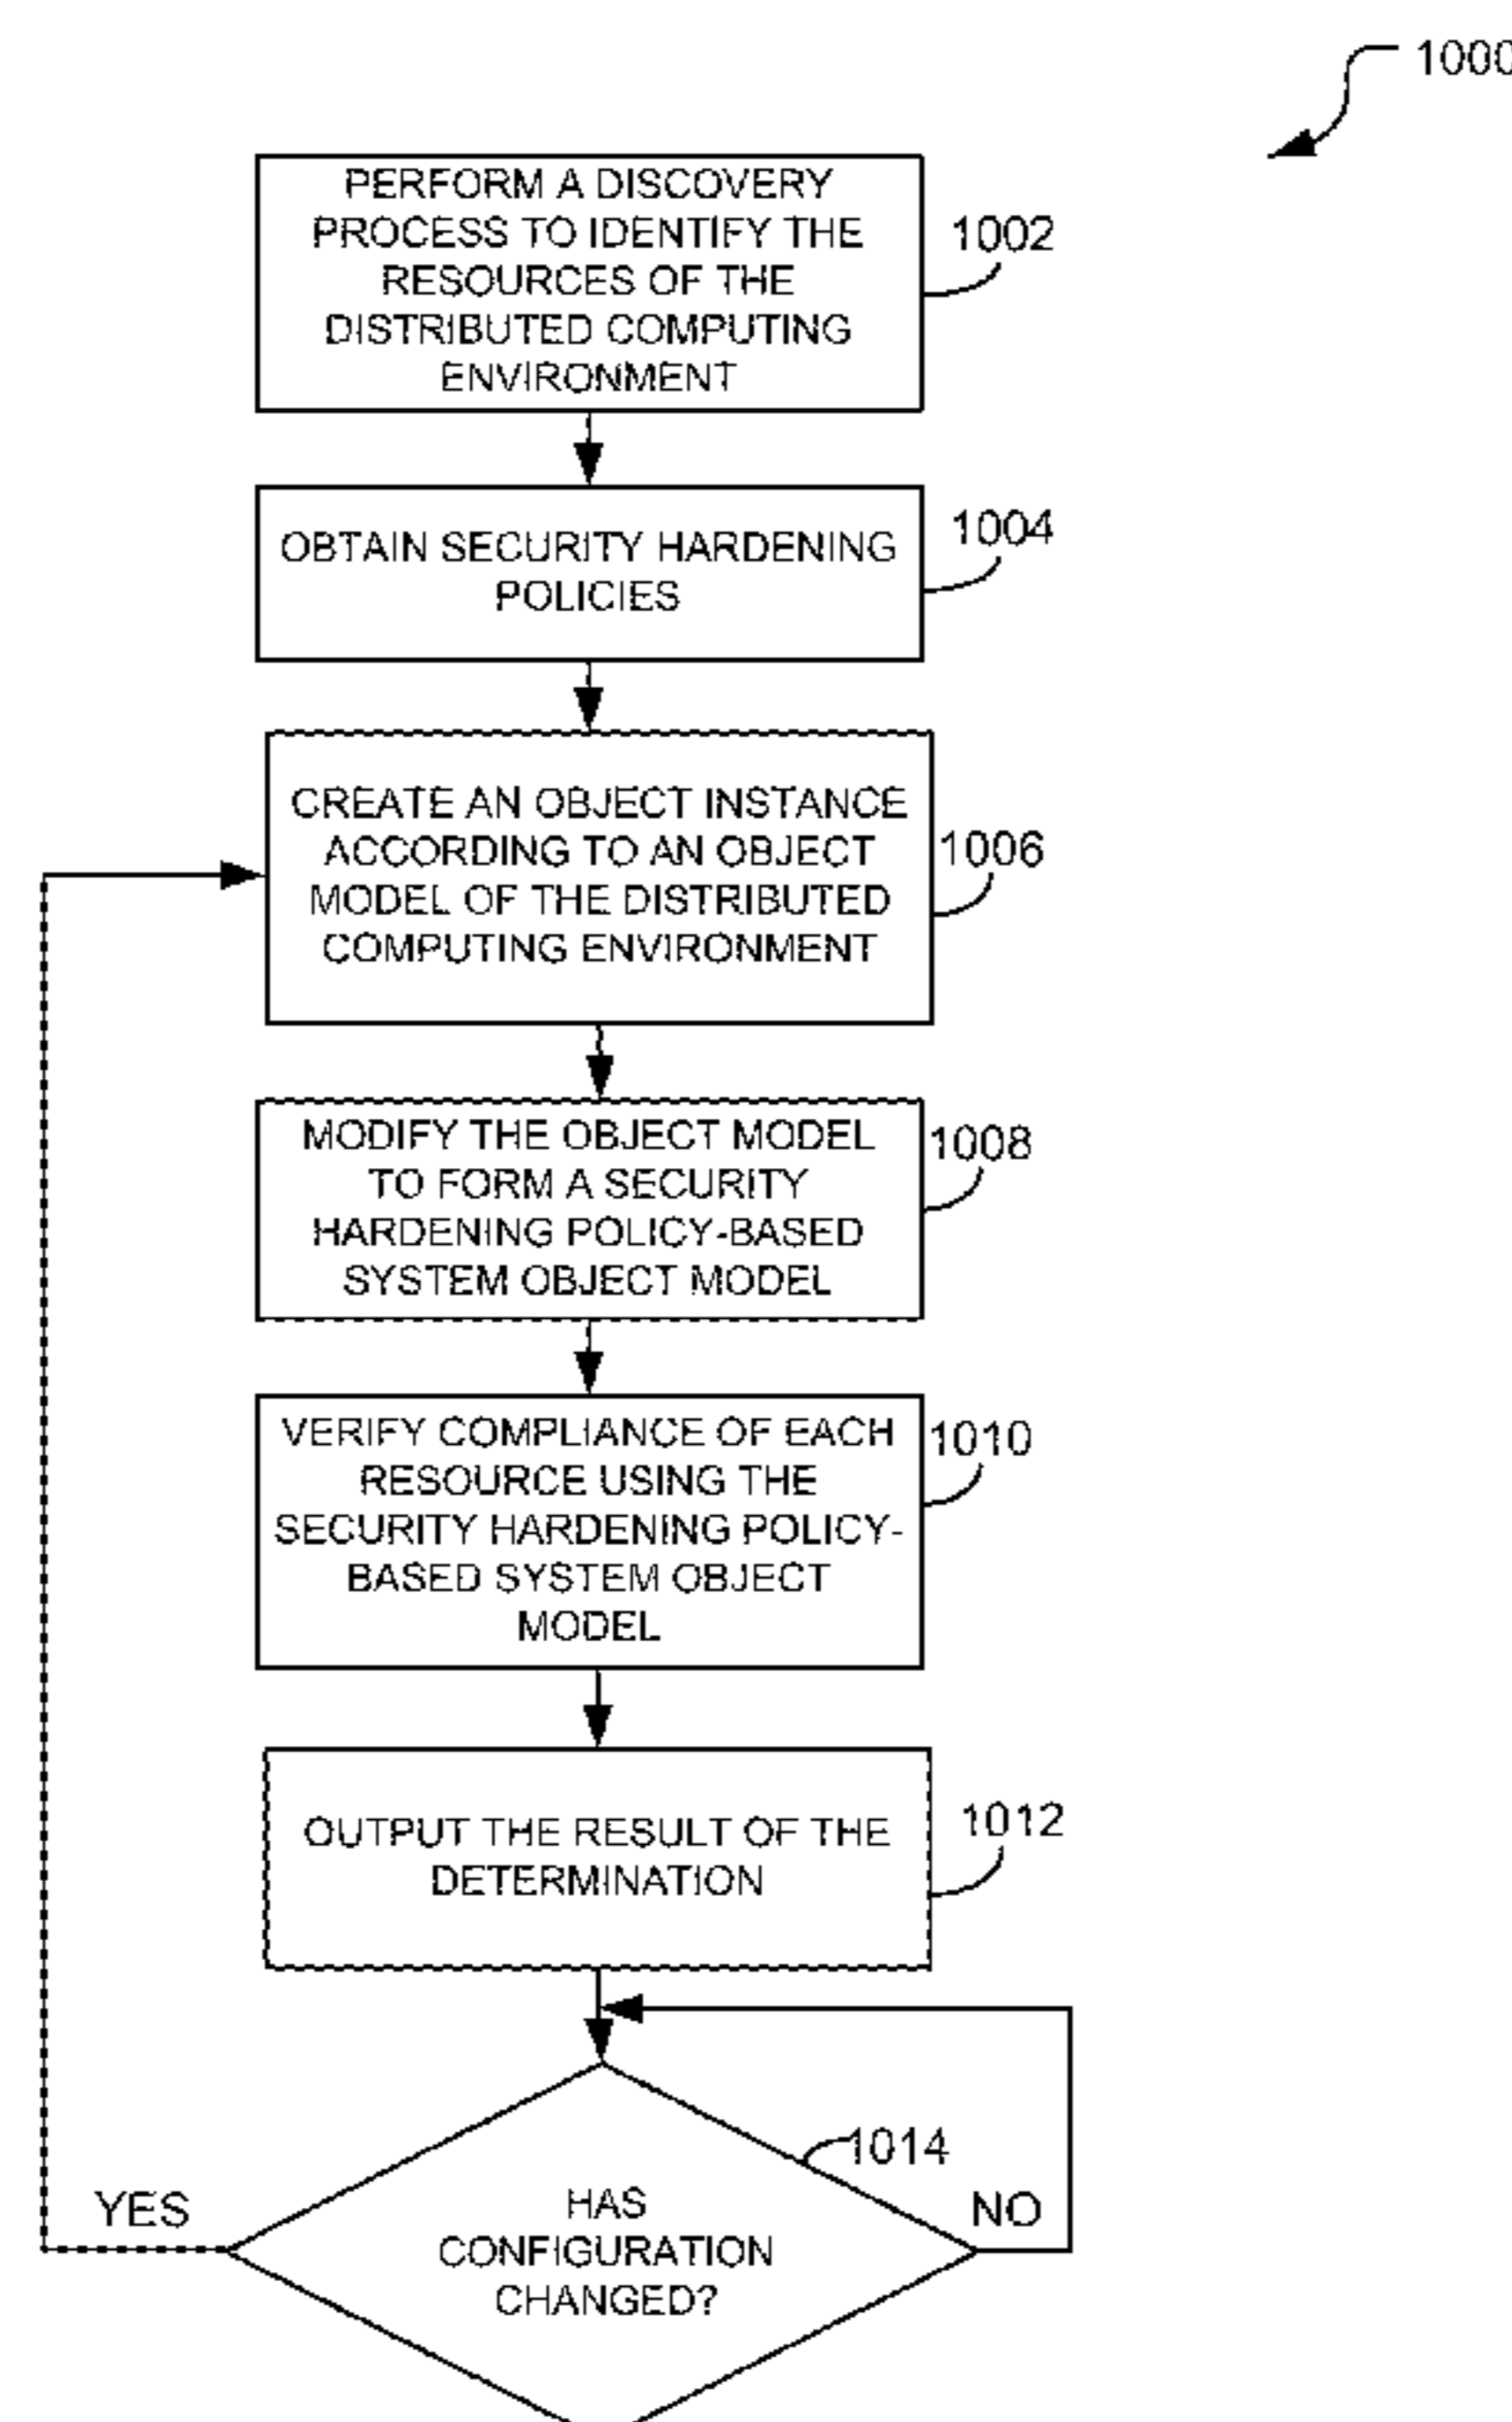 1000
PERFORM A DISCOVERY
PROCESS TO IDENTIFY THE
RESOURCES OF THE
DISTRIBUTED COMPUTING
ENVIRONMENT
1002
OBTAIN SECURITY HARDENING
POLICIES
1004
CREATE AN OBJECT INSTANCE
ACCORDING TO AN OBJECT
MODEL OF THE DISTRIBUTED
COMPUTING ENVIRONMENT
1006
MODIFY THE OBJECT MODEL
TO FORM A SECURITY
HARDENING POLICY-BASED
SYSTEM OBJECT MODEL
1008
VERIFY COMPLIANCE OF EACH
RESOURCE USING THE
SECURITY HARDENING POLICY-
BASED SYSTEM OBJECT
MODEL
1010
OUTPUT THE RESULT OF THE
DETERMINATION
1012
1014
YES
HAS
CONFIGURATION
CHANGED?
NO